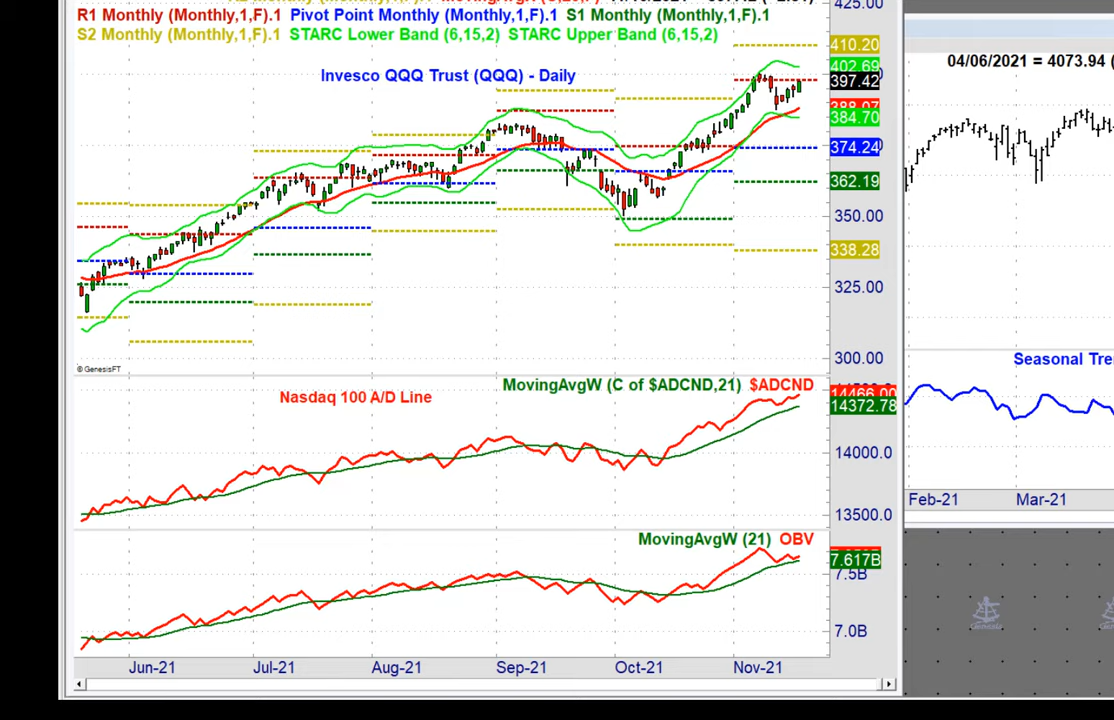 425.00
R1 Monthly (Monthly,1,F).1 Pivot Point Monthly (Monthly,1,F).1 S1 Monthly (Monthly,1,F).1
S2 Monthly (Monthly,1,F).1 STARC Lower Band (6,15,2) STARC Upper Band (6,15,2)
410.20
402.69
Invesco QQQ Trust (QQQ) - Daily
397.42
384.70
374.24
362.19
350.00
338.28
325.00
300.00
© GenesisFT
MovingAvgW (C of $ADCND,21) $ADCND
Nasdaq 100 A/D Line
14466.00
14372.78
14000.0
13500.0
MovingAvgW (21) OBV
7.617B
7.5B
7.0B
Jun-21 Jul-21 Aug-21 Sep-21 Oct-21 Nov-21
04/06/2021 = 4073.94 (
Seasonal Tre
Feb-21 Mar-21
Genesis